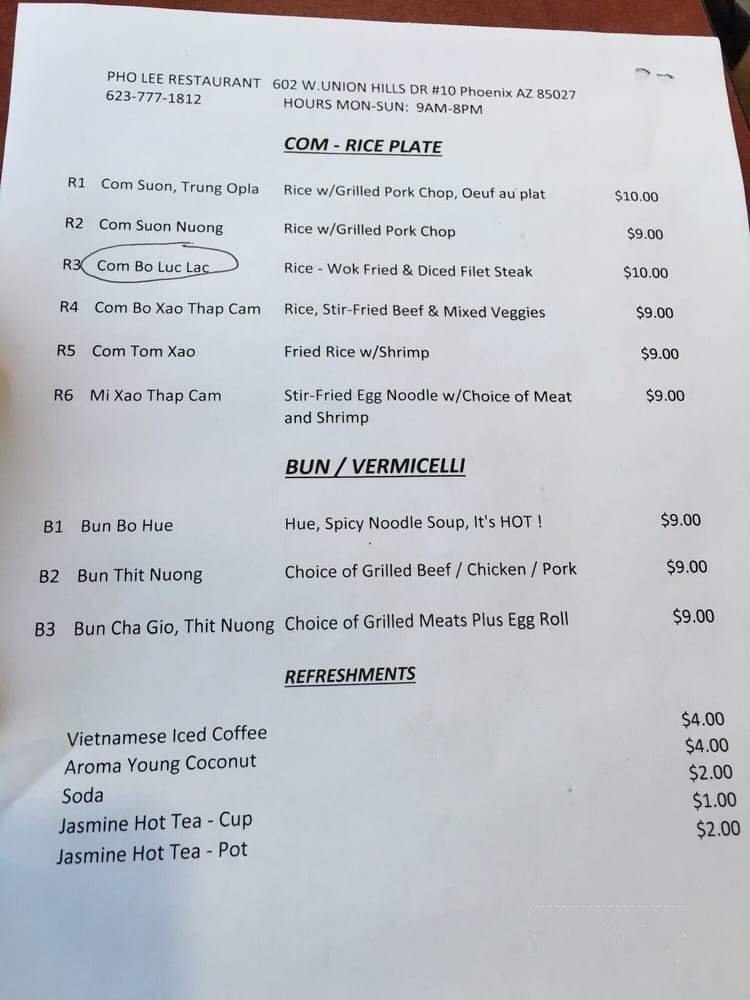 PHO LEE RESTAURANT 602 W.UNION HILLS DR #10 Phoenix AZ 85027
623-777-1812 HOURS MON-SUN: 9AM-8PM
COM - RICE PLATE
R1 Com Suon, Trung Opla Rice w/Grilled Pork Chop, Oeuf au plat $10.00
R2 Com Suon Nuong Rice w/Grilled Pork Chop $9.00
R3 Com Bo Luc Lac Rice - Wok Fried & Diced Filet Steak $10.00
R4 Com Bo Xao Thap Cam Rice, Stir-Fried Beef & Mixed Veggies $9.00
R5 Com Tom Xao Fried Rice w/Shrimp $9.00
R6 Mi Xao Thap Cam Stir-Fried Egg Noodle w/Choice of Meat $9.00
and Shrimp
BUN / VERMICELLI
B1 Bun Bo Hue Hue, Spicy Noodle Soup, It's HOT ! $9.00
B2 Bun Thit Nuong Choice of Grilled Beef / Chicken / Pork $9.00
B3 Bun Cha Gio, Thit Nuong Choice of Grilled Meats Plus Egg Roll $9.00
REFRESHMENTS
Vietnamese Iced Coffee $4.00
Aroma Young Coconut $4.00
Soda $2.00
Jasmine Hot Tea - Cup $1.00
Jasmine Hot Tea - Pot $2.00